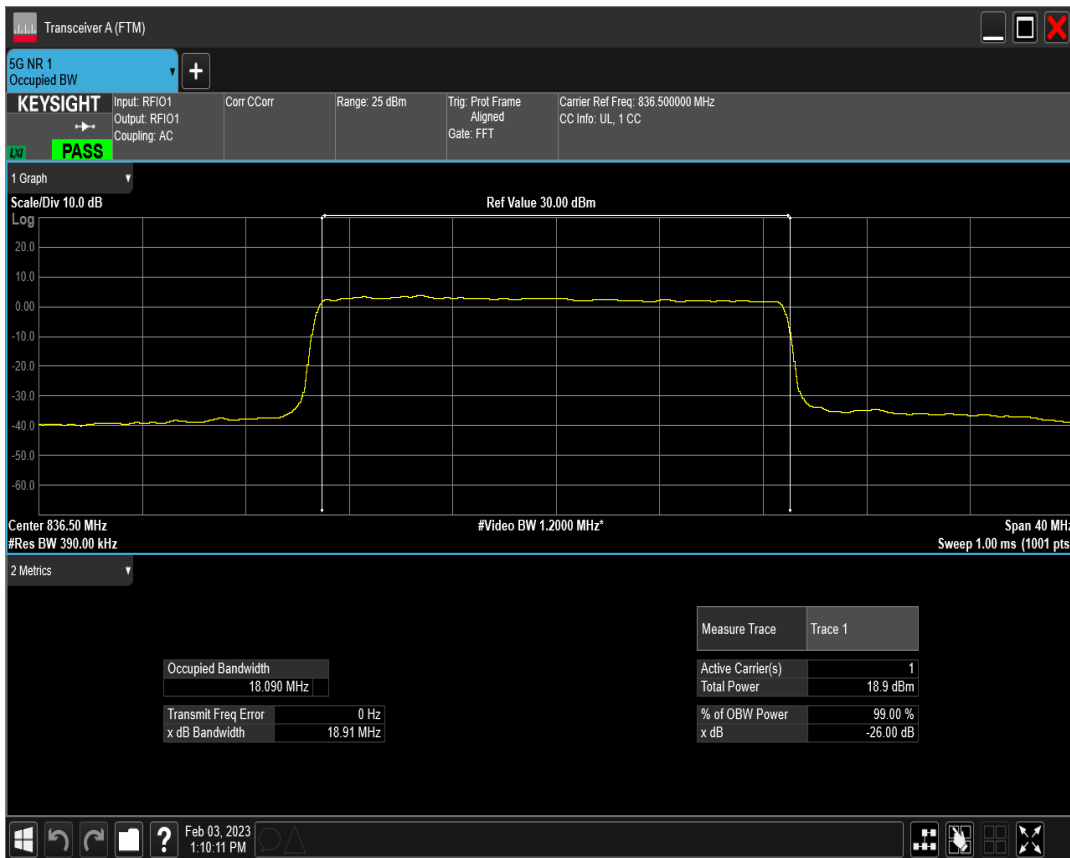 Transceiver A (FTM)
5G NR 1
Occupied BW
+
KEYSIGHT
LXI
PASS
Input: RFIO1
Output: RFIO1
Coupling: AC
Corr CCorr
Range: 25 dBm
Trig: Prot Frame
Aligned
Gate: FFT
Carrier Ref Freq: 836.500000 MHz
CC Info: UL, 1 CC
1 Graph
Scale/Div 10.0 dB
Ref Value 30.00 dBm
Log
20.0
10.0
0.00
-10.0
-20.0
-30.0
-40.0
-50.0
-60.0
Center 836.50 MHz
#Video BW 1.2000 MHz*
Span 40 MHz
#Res BW 390.00 kHz
Sweep 1.00 ms (1001 pts
2 Metrics
Measure Trace Trace 1
Occupied Bandwidth
18.090 MHz
Active Carrier(s) 1
Total Power 18.9 dBm
Transmit Freq Error 0 Hz
x dB Bandwidth 18.91 MHz
% of OBW Power 99.00 %
x dB -26.00 dB
?
Feb 03, 2023
1:10:11 PM